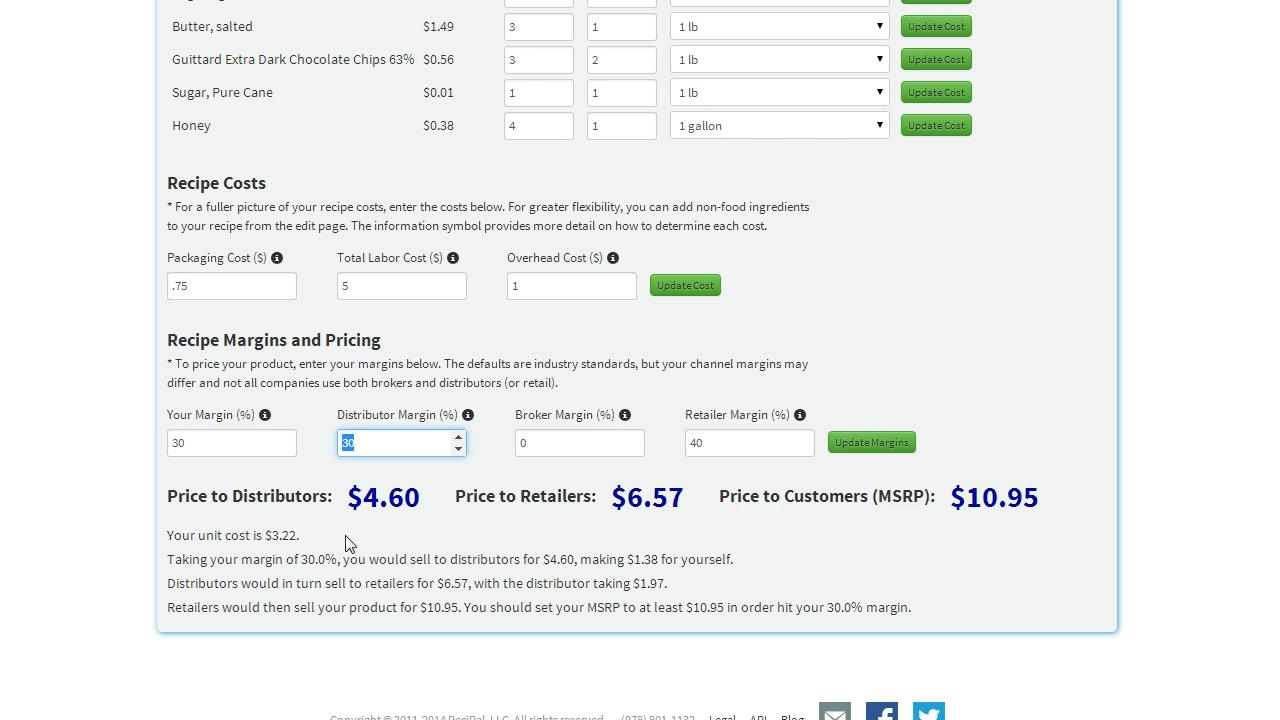 Butter, salted $1.49 3 1 1 lb Update Cost
Guittard Extra Dark Chocolate Chips 63% $0.56 3 2 1 lb Update Cost
Sugar, Pure Cane $0.01 1 1 1 lb Update Cost
Honey $0.38 4 1 1 gallon Update Cost
Recipe Costs
* For a fuller picture of your recipe costs, enter the costs below. For greater flexibility, you can add non-food ingredients
to your recipe from the edit page. The information symbol provides more detail on how to determine each cost.
Packaging Cost ($) Total Labor Cost ($) Overhead Cost ($)
.75 5 1 Update Cost
Recipe Margins and Pricing
* To price your product, enter your margins below. The defaults are industry standards, but your channel margins may
differ and not all companies use both brokers and distributors (or retail).
Your Margin (%) Distributor Margin (%) Broker Margin (%) Retailer Margin (%)
30 30 0 40 Update Margins
Price to Distributors: $4.60 Price to Retailers: $6.57 Price to Customers (MSRP): $10.95
Your unit cost is $3.22.
Taking your margin of 30.0%, you would sell to distributors for $4.60, making $1.38 for yourself.
Distributors would in turn sell to retailers for $6.57, with the distributor taking $1.97.
Retailers would then sell your product for $10.95. You should set your MSRP to at least $10.95 in order hit your 30.0% margin.
Copyright © 2011-2014 ReciPal, LLC. All rights reserved. (978) 801-1132 Legal API Blog